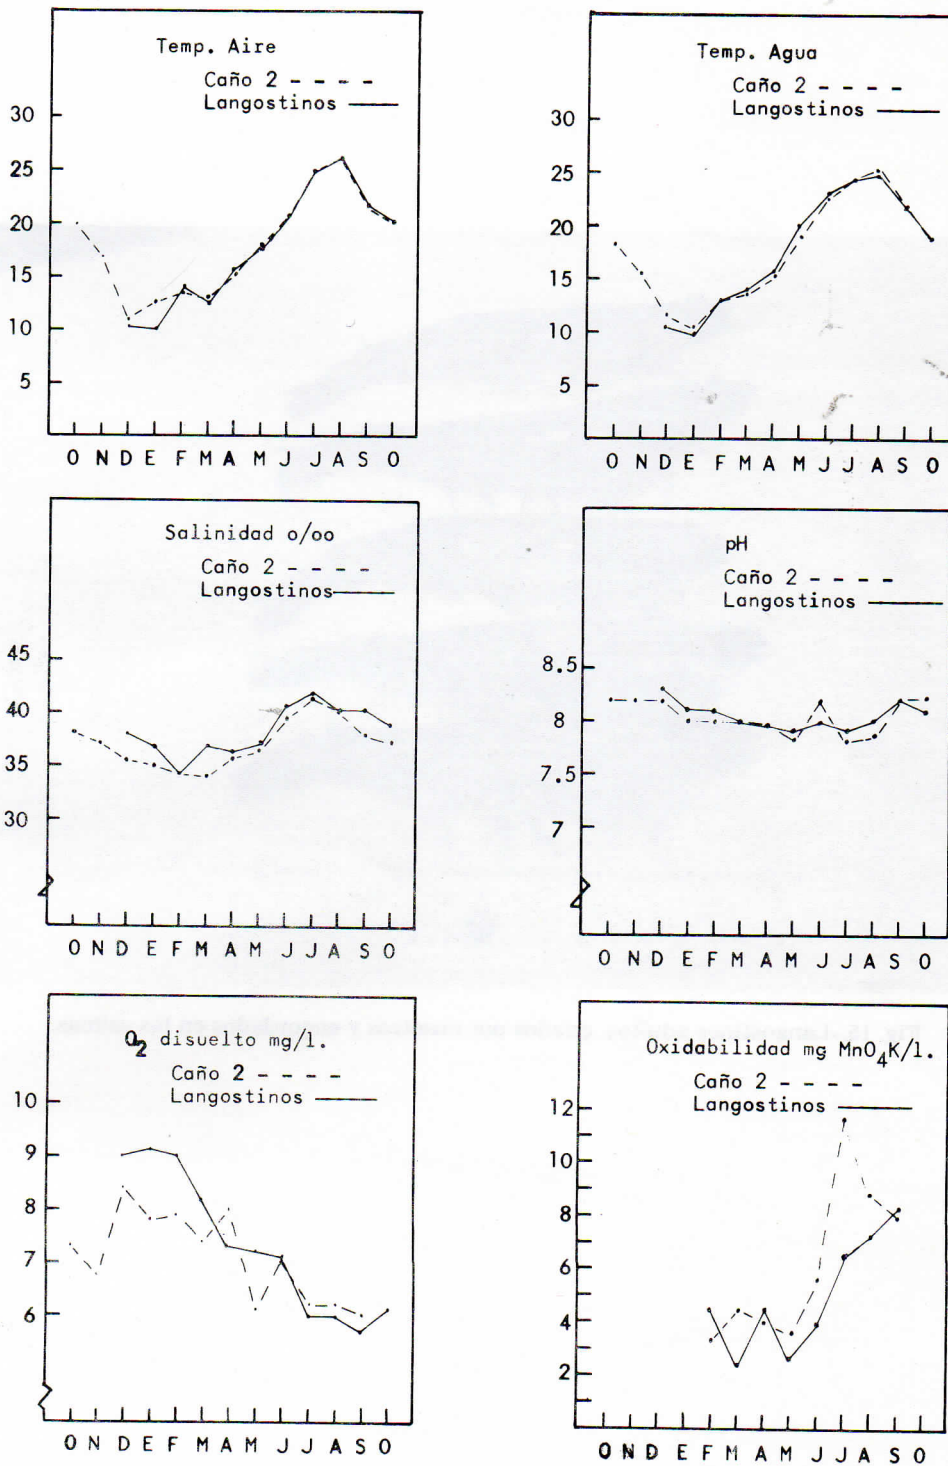 Temp. Aire
Caño 2 - - - -
Langostinos ———
30
25
20
15
10
5
O N D E F M A M J J A S O
Temp. Agua
Caño 2 - - - -
Langostinos ———
30
25
20
15
10
5
O N D E F M A M J J A S O
Salinidad o/oo
Caño 2 - - - -
Langostinos ———
45
40
35
30
O N D E F M A M J J A S O
pH
Caño 2 - - - -
Langostinos ———
8.5
8
7.5
7
O N D E F M A M J J A S O
O2 disuelto mg/l.
Caño 2 - - - -
Langostinos ———
10
9
8
7
6
O N D E F M A M J J A S O
Oxidabilidad mg MnO4K/l.
Caño 2 - - - -
Langostinos ———
12
10
8
6
4
2
O N D E F M A M J J A S O